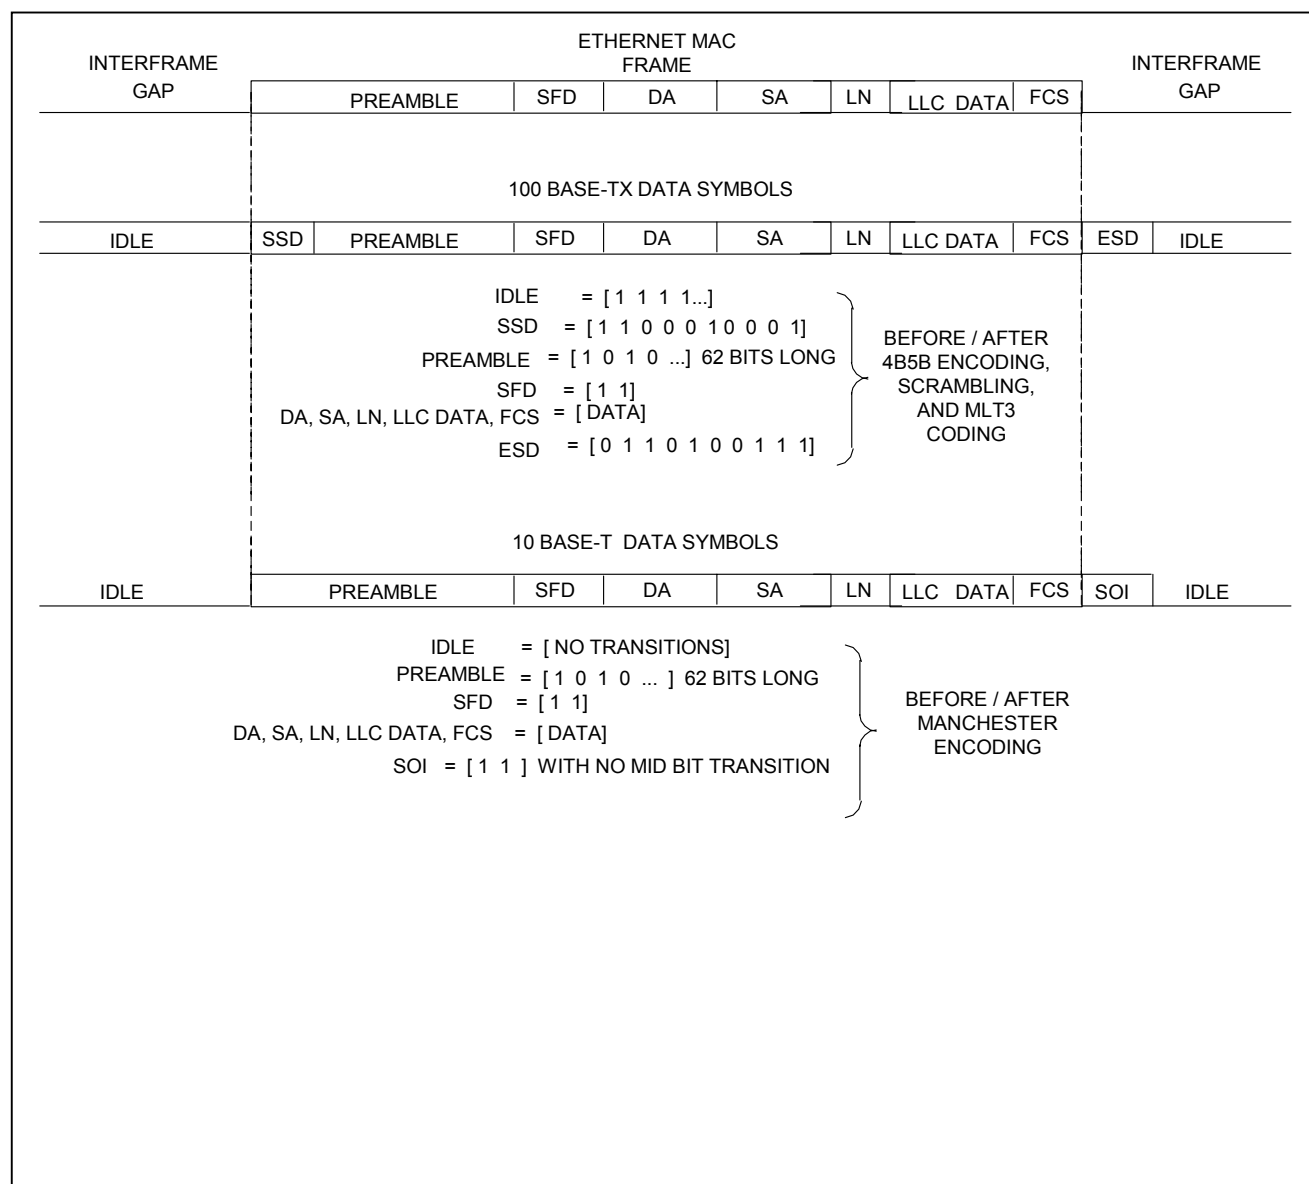 ETHERNET MAC
FRAME
INTERFRAME
GAP
INTERFRAME
GAP
PREAMBLE SFD DA SA LN LLC DATA FCS
100 BASE-TX DATA SYMBOLS
IDLE SSD PREAMBLE SFD DA SA LN LLC DATA FCS ESD IDLE
IDLE = [ 1 1 1 1...]
SSD = [ 1 1 0 0 0 1 0 0 0 1]
PREAMBLE = [ 1 0 1 0 ...] 62 BITS LONG
SFD = [ 1 1]
DA, SA, LN, LLC DATA, FCS = [ DATA]
ESD = [ 0 1 1 0 1 0 0 1 1 1]
BEFORE / AFTER
4B5B ENCODING,
SCRAMBLING,
AND MLT3
CODING
10 BASE-T DATA SYMBOLS
IDLE PREAMBLE SFD DA SA LN LLC DATA FCS SOI IDLE
IDLE = [ NO TRANSITIONS]
PREAMBLE = [ 1 0 1 0 ... ] 62 BITS LONG
SFD = [ 1 1]
DA, SA, LN, LLC DATA, FCS = [ DATA]
SOI = [ 1 1 ] WITH NO MID BIT TRANSITION
BEFORE / AFTER
MANCHESTER
ENCODING